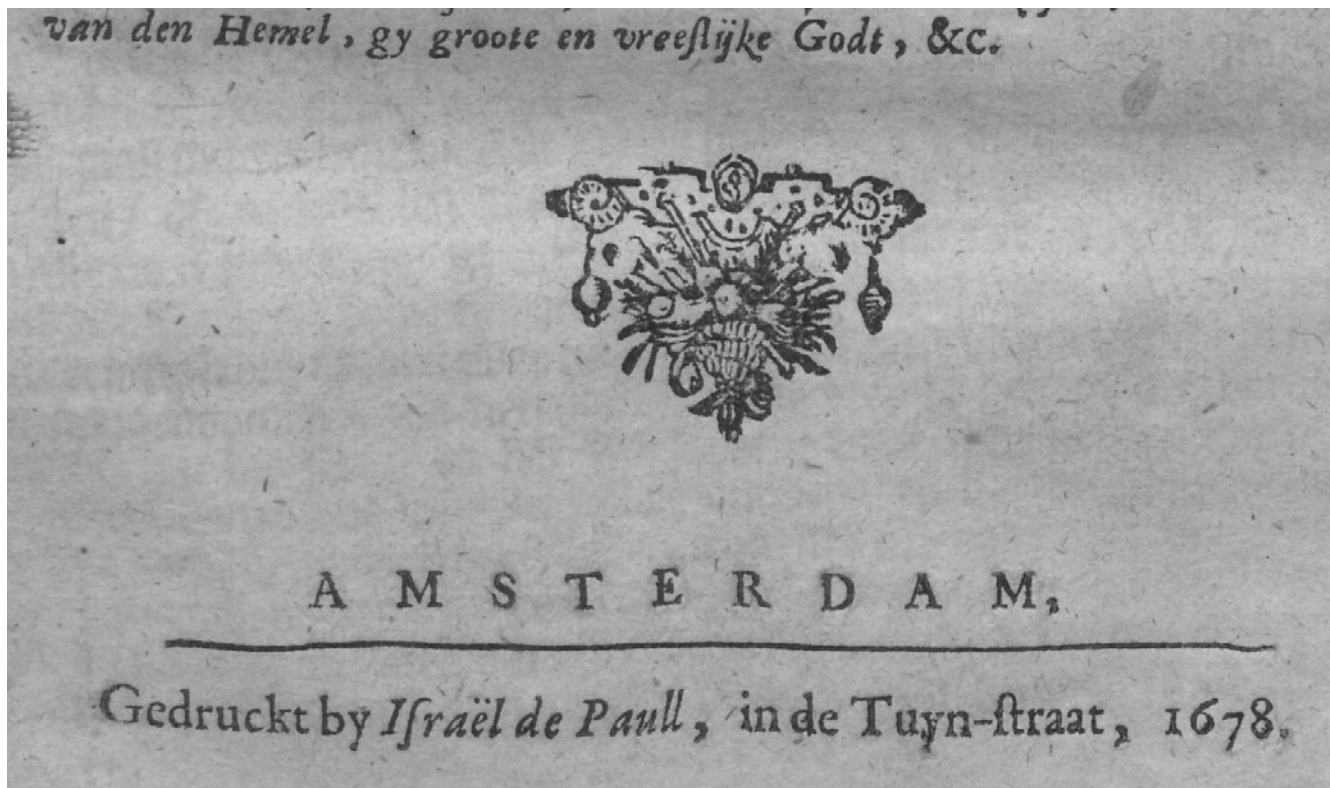 van den Hemel, gy groote en vreeſlijke Godt, &c.
AMSTERDAM,
Gedruckt by Iſraël de Paull, in de Tuyn-ſtraat, 1678.